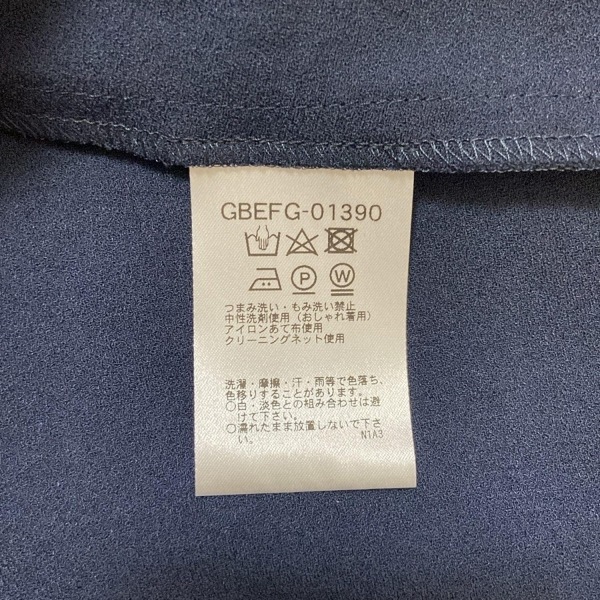 GBEFG-01390
P W
つまみ洗い・もみ洗い禁止
中性洗剤使用（おしゃれ着用）
アイロンあて布使用
クリーニングネット使用
洗濯・摩擦・汗・雨等で色落ち、
色移りすることがあります。
○白・淡色との組み合わせは避
けて下さい。
○濡れたまま放置しないで下さ
い。
N1A3